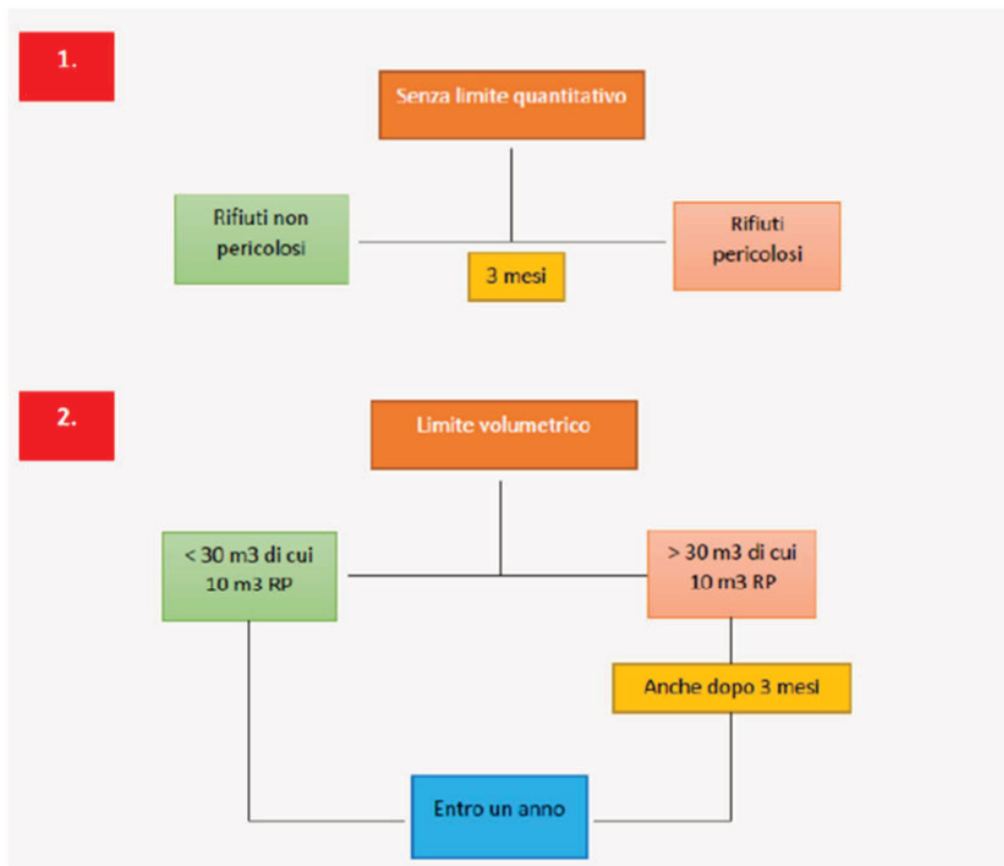 1.
Senza limite quantitativo
Rifiuti non
pericolosi
Rifiuti
pericolosi
3 mesi
2.
Limite volumetrico
< 30 m3 di cui
10 m3 RP
> 30 m3 di cui
10 m3 RP
Anche dopo 3 mesi
Entro un anno